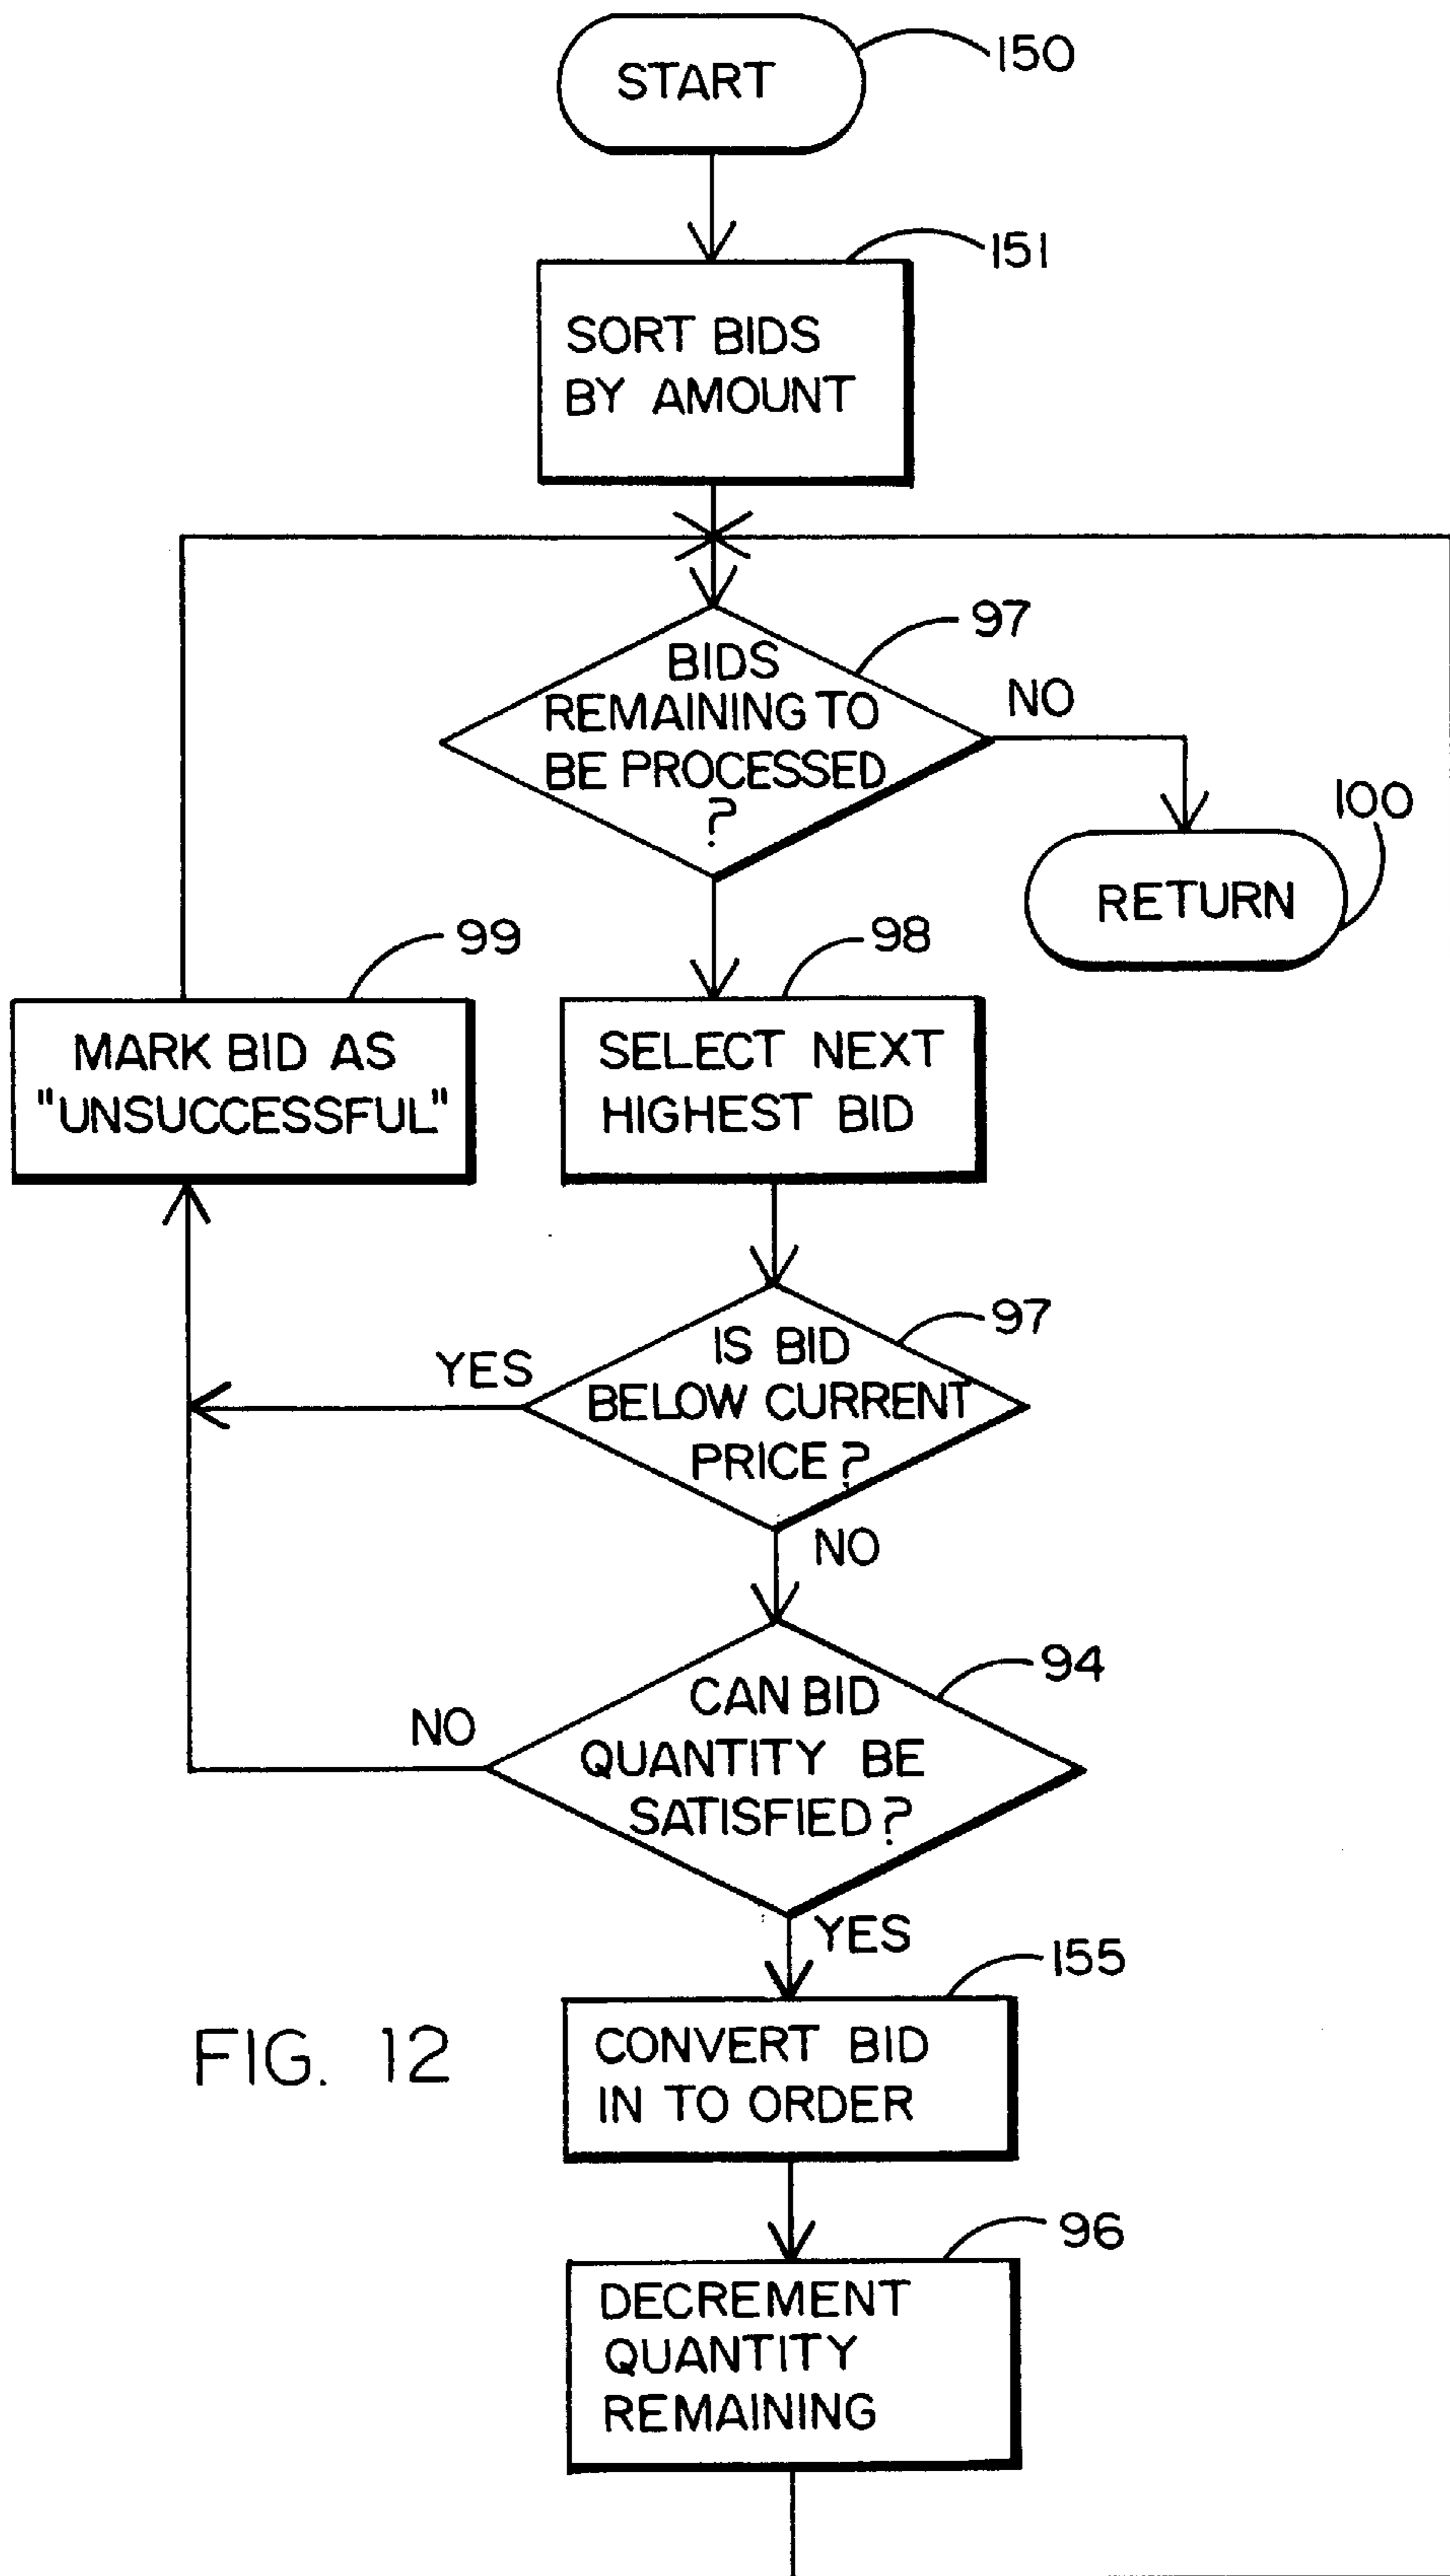 START
150
151
SORT BIDS
BY AMOUNT
97
BIDS
REMAINING TO
BE PROCESSED
?
NO
100
RETURN
99
MARK BID AS
"UNSUCCESSFUL"
98
SELECT NEXT
HIGHEST BID
97
IS BID
BELOW CURRENT
PRICE?
YES
NO
94
CAN BID
QUANTITY BE
SATISFIED?
NO
YES
155
CONVERT BID
IN TO ORDER
FIG. 12
96
DECREMENT
QUANTITY
REMAINING